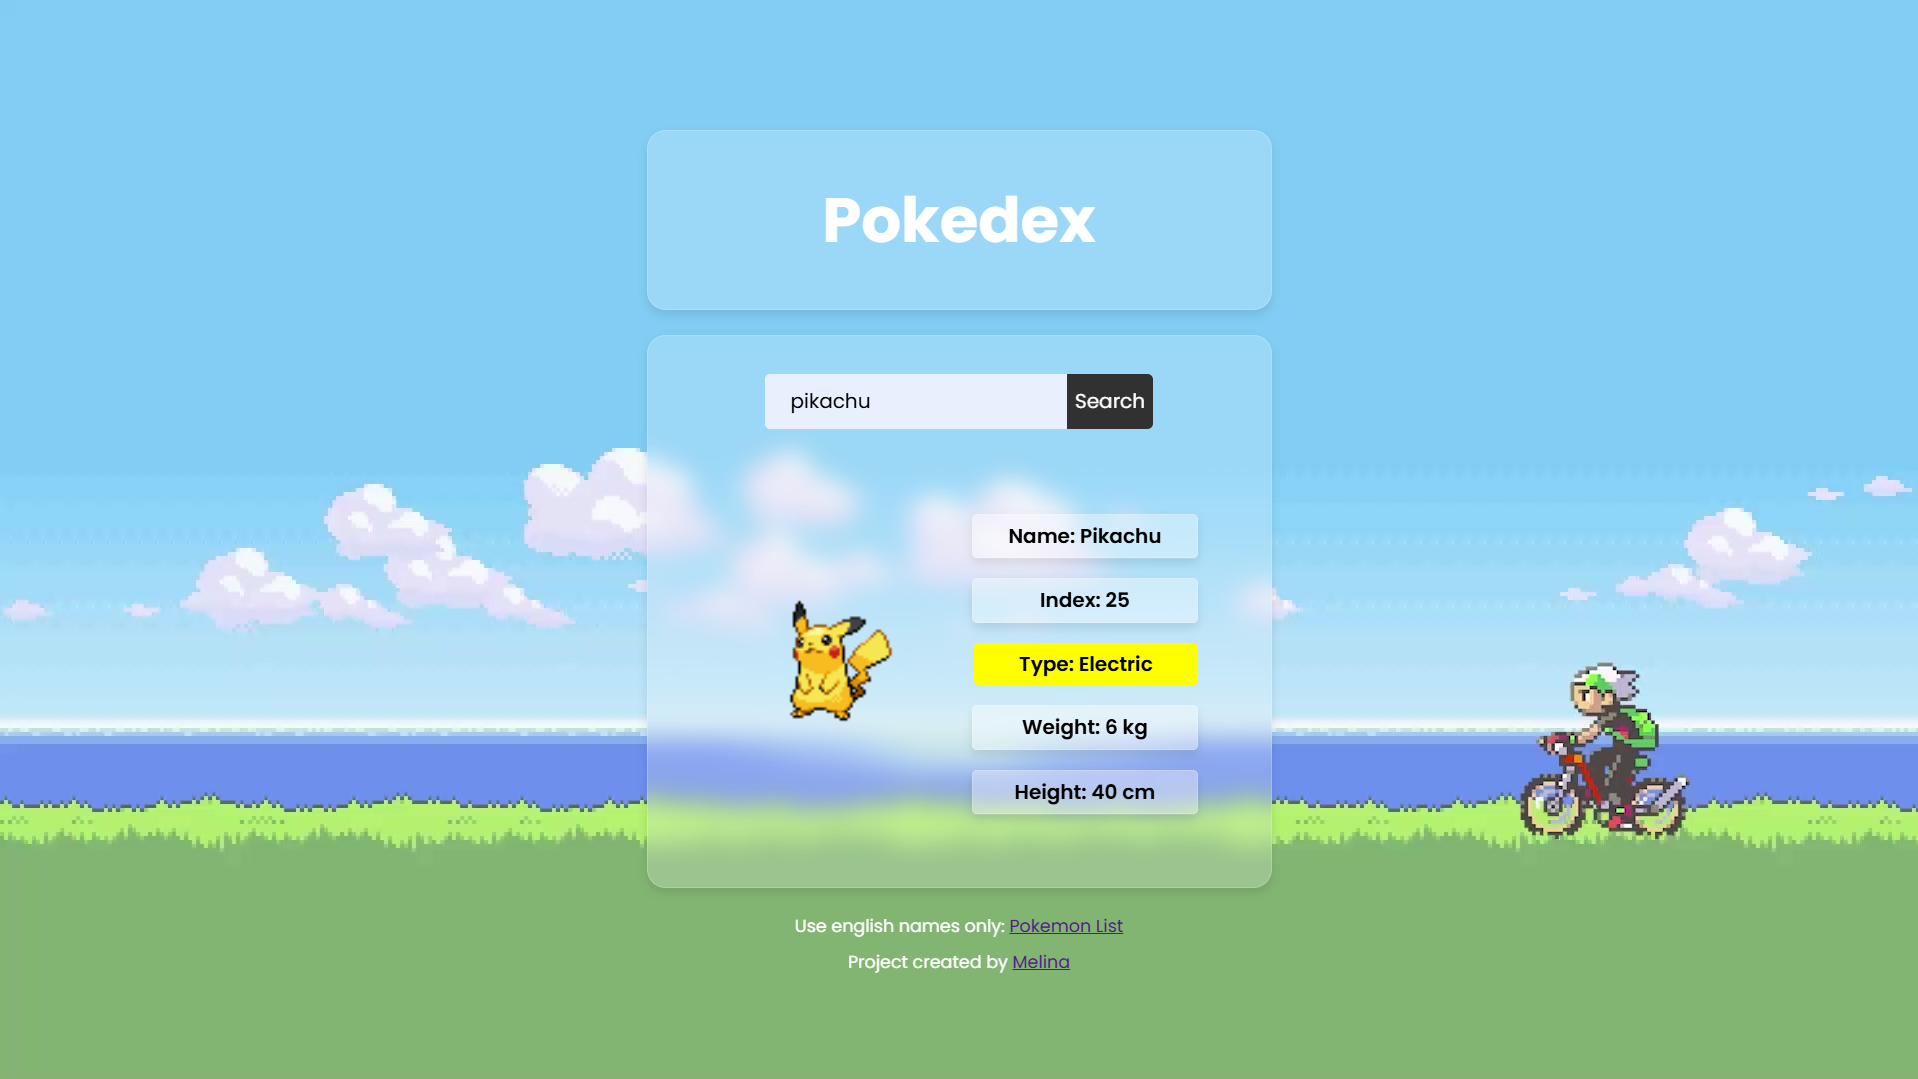 Pokedex
pikachu
Search
Name: Pikachu
Index: 25
Type: Electric
Weight: 6 kg
Height: 40 cm
Use english names only: Pokemon List
Project created by Melina